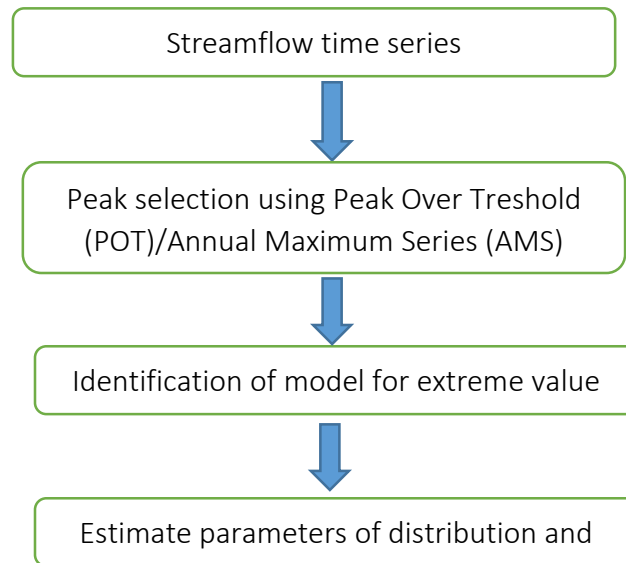 Streamflow time series
Peak selection using Peak Over Treshold
(POT)/Annual Maximum Series (AMS)
Identification of model for extreme value
Estimate parameters of distribution and